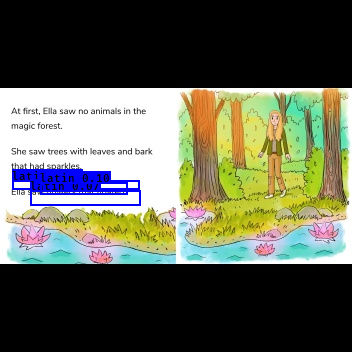 At first, Ella saw no animals in the
magic forest.
She saw trees with leaves and bark
that had sparkles.
Ella